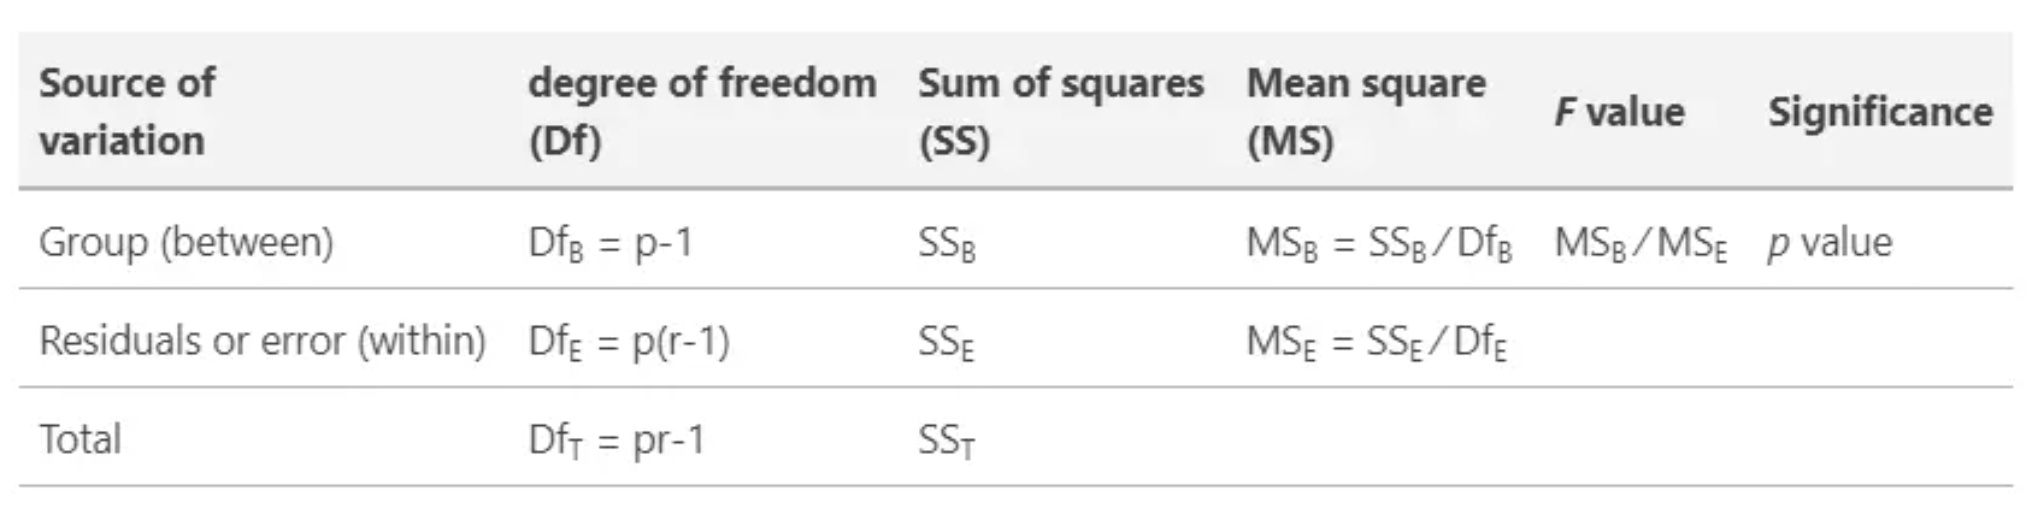 Source of variation degree of freedom (Df) Sum of squares (SS) Mean square (MS) F value Significance
Group (between) Df_B = p-1 SS_B MS_B = SS_B/Df_B MS_B/MS_E p value
Residuals or error (within) Df_E = p(r-1) SS_E MS_E = SS_E/Df_E
Total Df_T = pr-1 SS_T